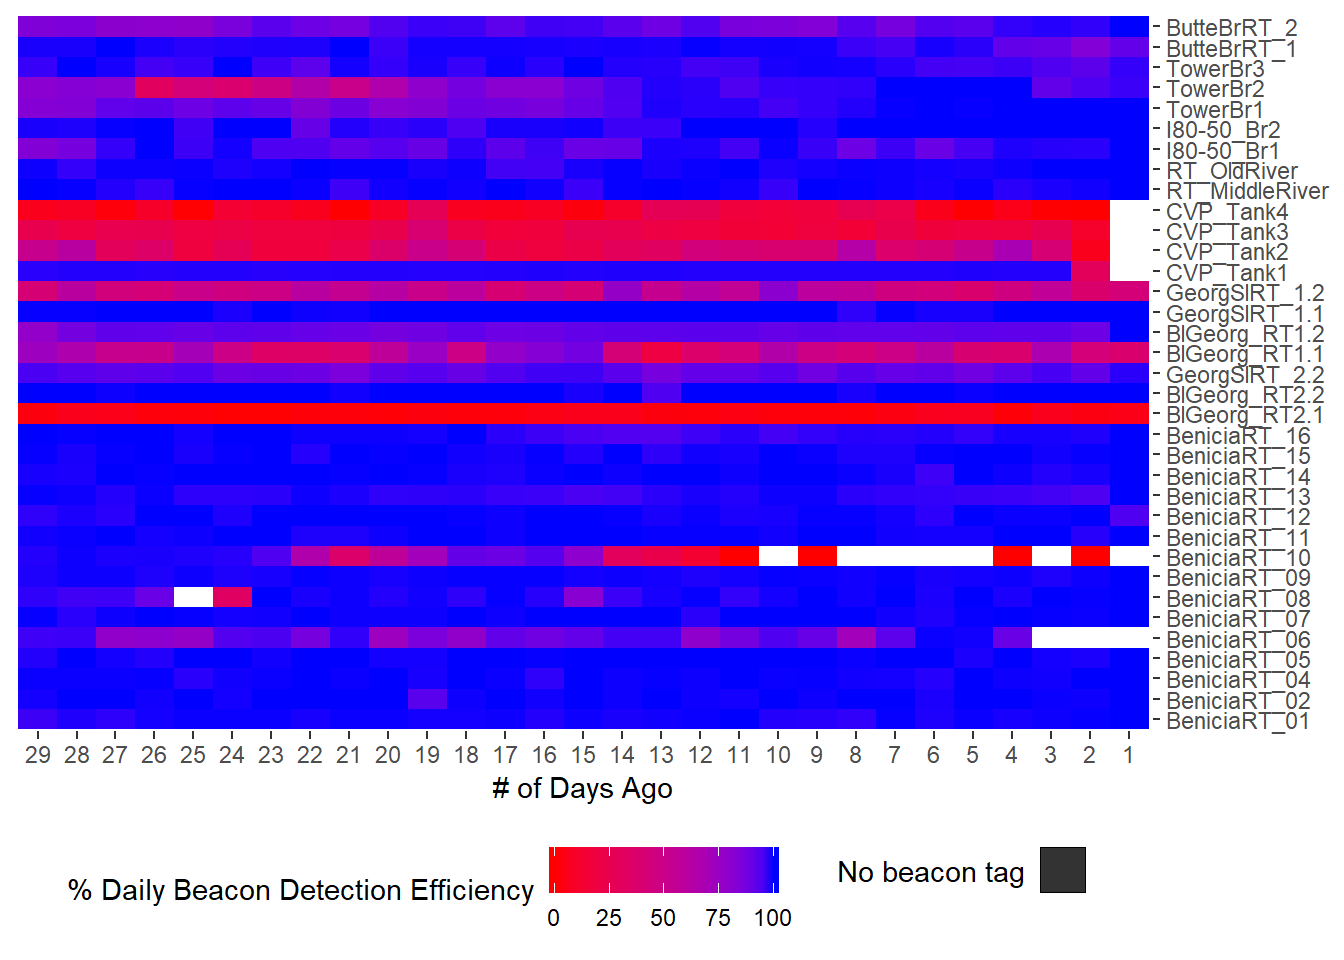 ButteBrRT_2
ButteBrRT_1
TowerBr3
TowerBr2
TowerBr1
I80-50_Br2
I80-50_Br1
RT_OldRiver
RT_MiddleRiver
CVP_Tank4
CVP_Tank3
CVP_Tank2
CVP_Tank1
GeorgSlRT_1.2
GeorgSlRT_1.1
BlGeorg_RT1.2
BlGeorg_RT1.1
GeorgSlRT_2.2
BlGeorg_RT2.2
BlGeorg_RT2.1
BeniciaRT_16
BeniciaRT_15
BeniciaRT_14
BeniciaRT_13
BeniciaRT_12
BeniciaRT_11
BeniciaRT_10
BeniciaRT_09
BeniciaRT_08
BeniciaRT_07
BeniciaRT_06
BeniciaRT_05
BeniciaRT_04
BeniciaRT_02
BeniciaRT_01
29 28 27 26 25 24 23 22 21 20 19 18 17 16 15 14 13 12 11 10 9 8 7 6 5 4 3 2 1
# of Days Ago
% Daily Beacon Detection Efficiency
0 25 50 75 100
No beacon tag